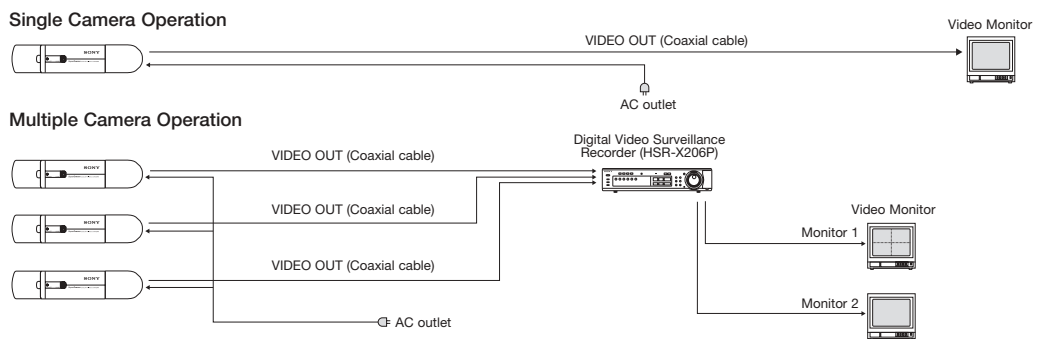 Single Camera Operation
Video Monitor
VIDEO OUT (Coaxial cable)
SONY
AC outlet
Multiple Camera Operation
Digital Video Surveillance
Recorder (HSR-X206P)
VIDEO OUT (Coaxial cable)
SONY
VIDEO OUT (Coaxial cable)
SONY
Video Monitor
Monitor 1
VIDEO OUT (Coaxial cable)
SONY
Monitor 2
AC outlet